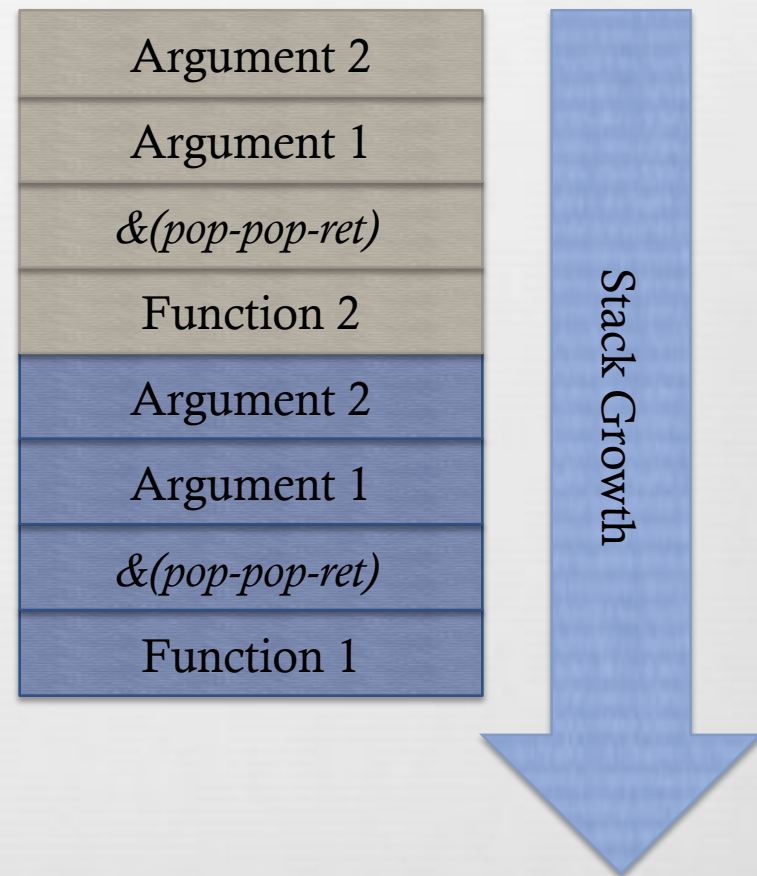 Argument 2
Argument 1
&(pop-pop-ret)
Function 2
Argument 2
Argument 1
&(pop-pop-ret)
Function 1
Stack Growth